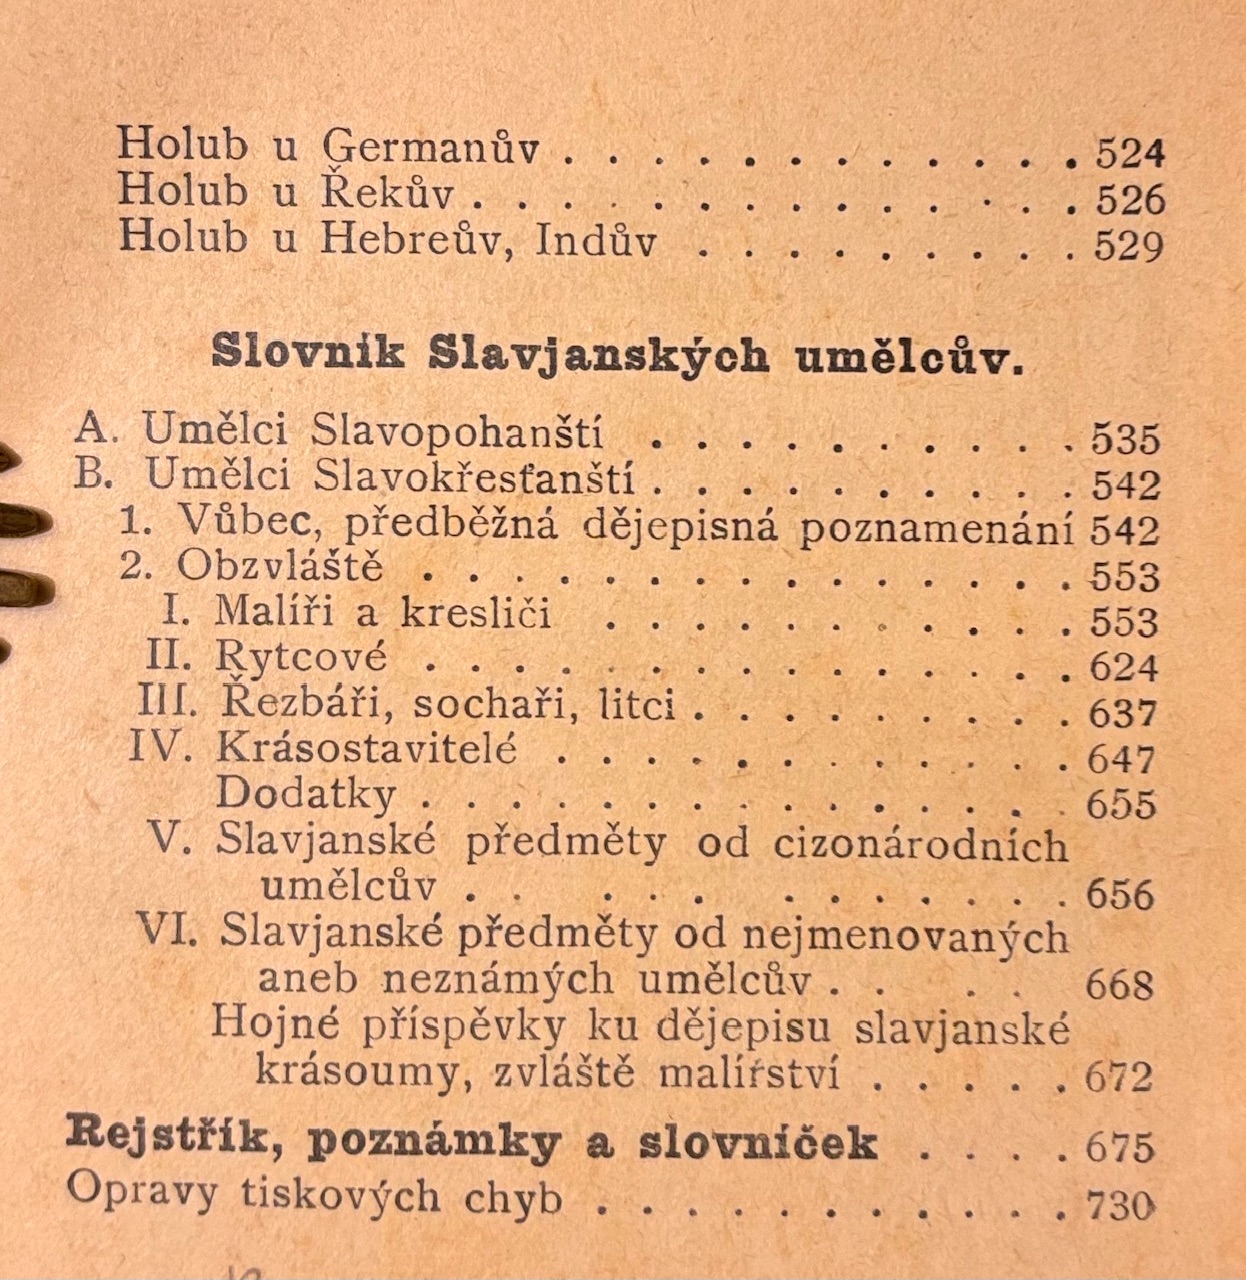 Holub u Germanův . . . . . . . . . . . . 524
Holub u Řekův . . . . . . . . . . . . . . 526
Holub u Hebreův, Indův . . . . . . . . . 529
Slovník Slavjanských umělcův.
A. Umělci Slavopohanští . . . . . . . . . . 535
B. Umělci Slavokřesťanští . . . . . . . . . . 542
1. Vůbec, předběžná dějepisná poznamenání 542
2. Obzvláště . . . . . . . . . . . . . . . 553
I. Malíři a kresliči . . . . . . . . . . . 553
II. Rytcové . . . . . . . . . . . . . . . 624
III. Řezbáři, sochaři, litci . . . . . . . . . 637
IV. Krásostavitelé . . . . . . . . . . . . 647
Dodatky . . . . . . . . . . . . . . . 655
V. Slavjanské předměty od cizonárodních
umělcův . . . . . . . . . . . . 656
VI. Slavjanské předměty od nejmenovaných
aneb neznámých umělcův . . . . 668
Hojné příspěvky ku dějepisu slavjanské
krásoumy, zvláště malířství . . . . . 672
Rejstřík, poznámky a slovníček . . . . 675
Opravy tiskových chyb . . . . . . . . . . . 730